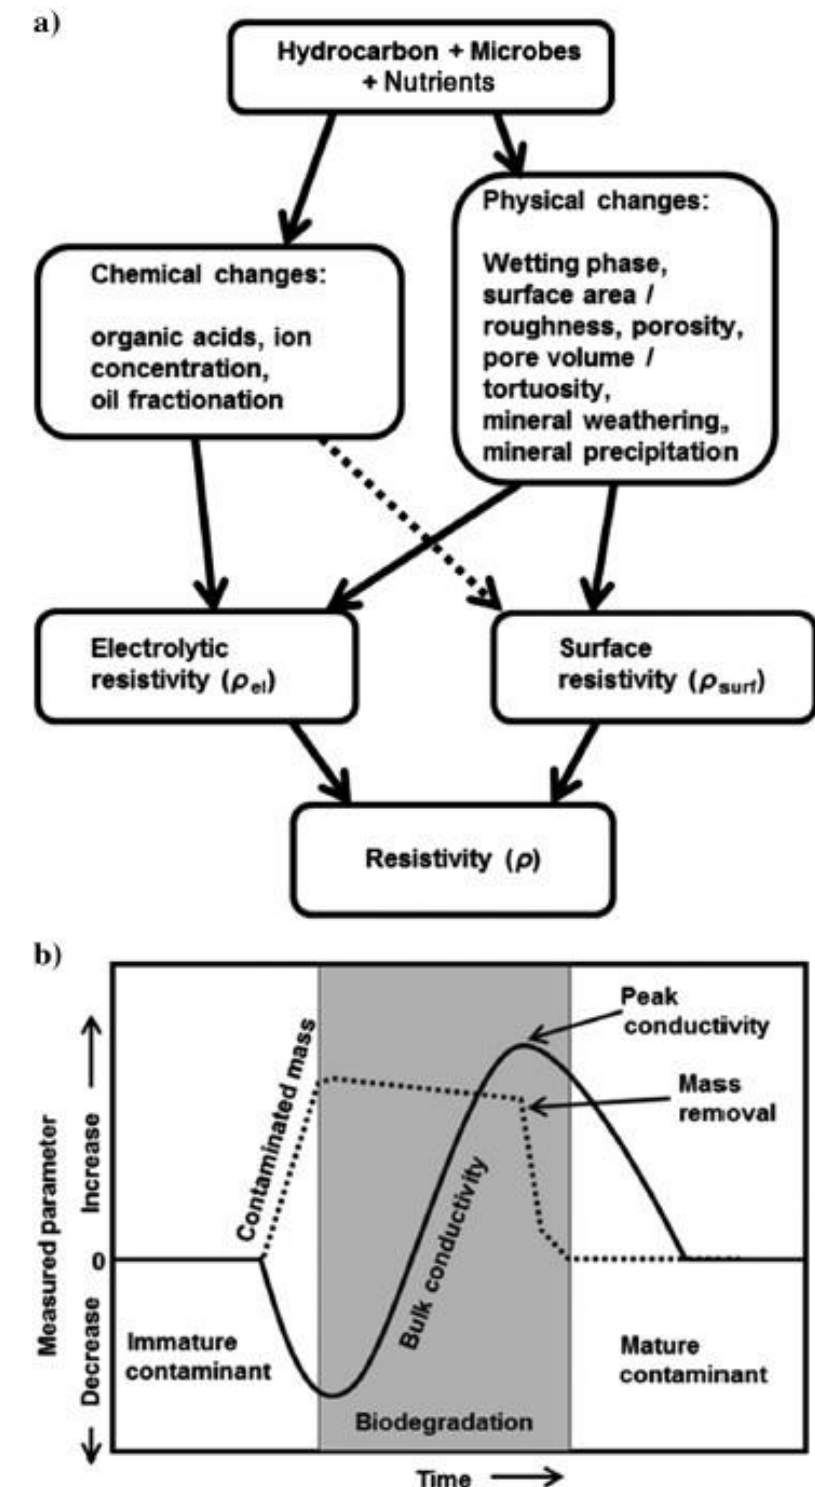 a)
Hydrocarbon + Microbes
+ Nutrients
Chemical changes:
organic acids, ion
concentration,
oil fractionation
Physical changes:
Wetting phase,
surface area /
roughness, porosity,
pore volume /
tortuosity,
mineral weathering,
mineral precipitation
Electrolytic
resistivity (ρel)
Surface
resistivity (ρsurf)
Resistivity (ρ)
b)
Measured parameter
Increase
0
Decrease
Contaminated mass
Bulk conductivity
Peak
conductivity
Mass
removal
Immature
contaminant
Biodegradation
Mature
contaminant
Time